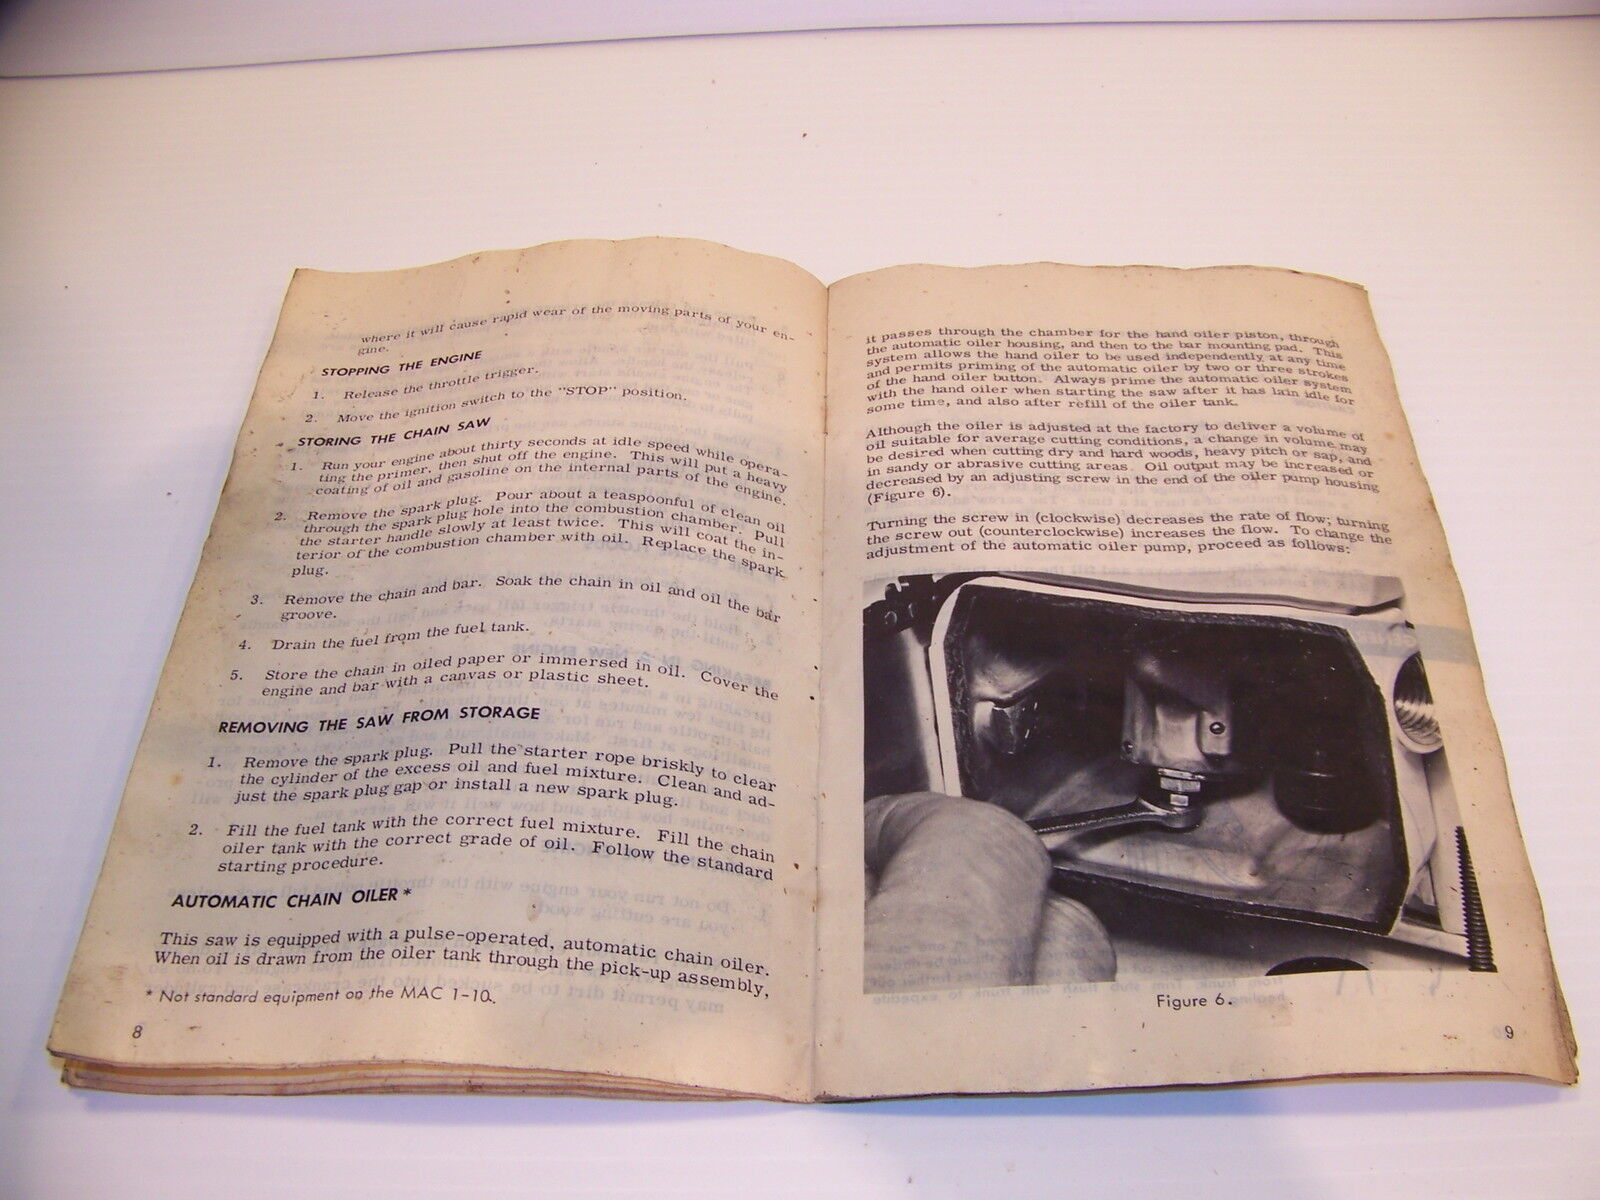 where it will cause rapid wear of the moving parts of your en-
gine.
STOPPING THE ENGINE
1. Release the throttle trigger.
2. Move the ignition switch to the "STOP" position.
STORING THE CHAIN SAW
1. Run your engine about thirty seconds at idle speed while opera-
ting the primer, then shut off the engine. This will put a heavy
coating of oil and gasoline on the internal parts of the engine.
2. Remove the spark plug. Pour about a teaspoonful of clean oil
through the spark plug hole into the combustion chamber. Pull
the starter handle slowly at least twice. This will coat the in-
terior of the combustion chamber with oil. Replace the spark
plug.
3. Remove the chain and bar. Soak the chain in oil and oil the bar
groove.
4. Drain the fuel from the fuel tank.
5. Store the chain in oiled paper or immersed in oil. Cover the
engine and bar with a canvas or plastic sheet.
REMOVING THE SAW FROM STORAGE
1. Remove the spark plug. Pull the starter rope briskly to clear
the cylinder of the excess oil and fuel mixture. Clean and ad-
just the spark plug gap or install a new spark plug.
2. Fill the fuel tank with the correct fuel mixture. Fill the chain
oiler tank with the correct grade of oil. Follow the standard
starting procedure.
AUTOMATIC CHAIN OILER*
This saw is equipped with a pulse-operated, automatic chain oiler.
When oil is drawn from the oiler tank through the pick-up assembly,
* Not standard equipment on the MAC 1-10.
8
it passes through the chamber for the hand oiler piston, through
the automatic oiler housing, and then to the bar mounting pad. This
system allows the hand oiler to be used independently at any time
and permits priming of the automatic oiler by two or three strokes
of the hand oiler button. Always prime the automatic oiler system
with the hand oiler when starting the saw after it has lain idle for
some time, and also after refill of the oiler tank.
Although the oiler is adjusted at the factory to deliver a volume of
oil suitable for average cutting conditions, a change in volume may
be desired when cutting dry and hard woods, heavy pitch or sap, and
in sandy or abrasive cutting areas. Oil output may be increased or
decreased by an adjusting screw in the end of the oiler pump housing
(Figure 6).
Turning the screw in (clockwise) decreases the rate of flow; turning
the screw out (counterclockwise) increases the flow. To change the
adjustment of the automatic oiler pump, proceed as follows:
Figure 6.
9